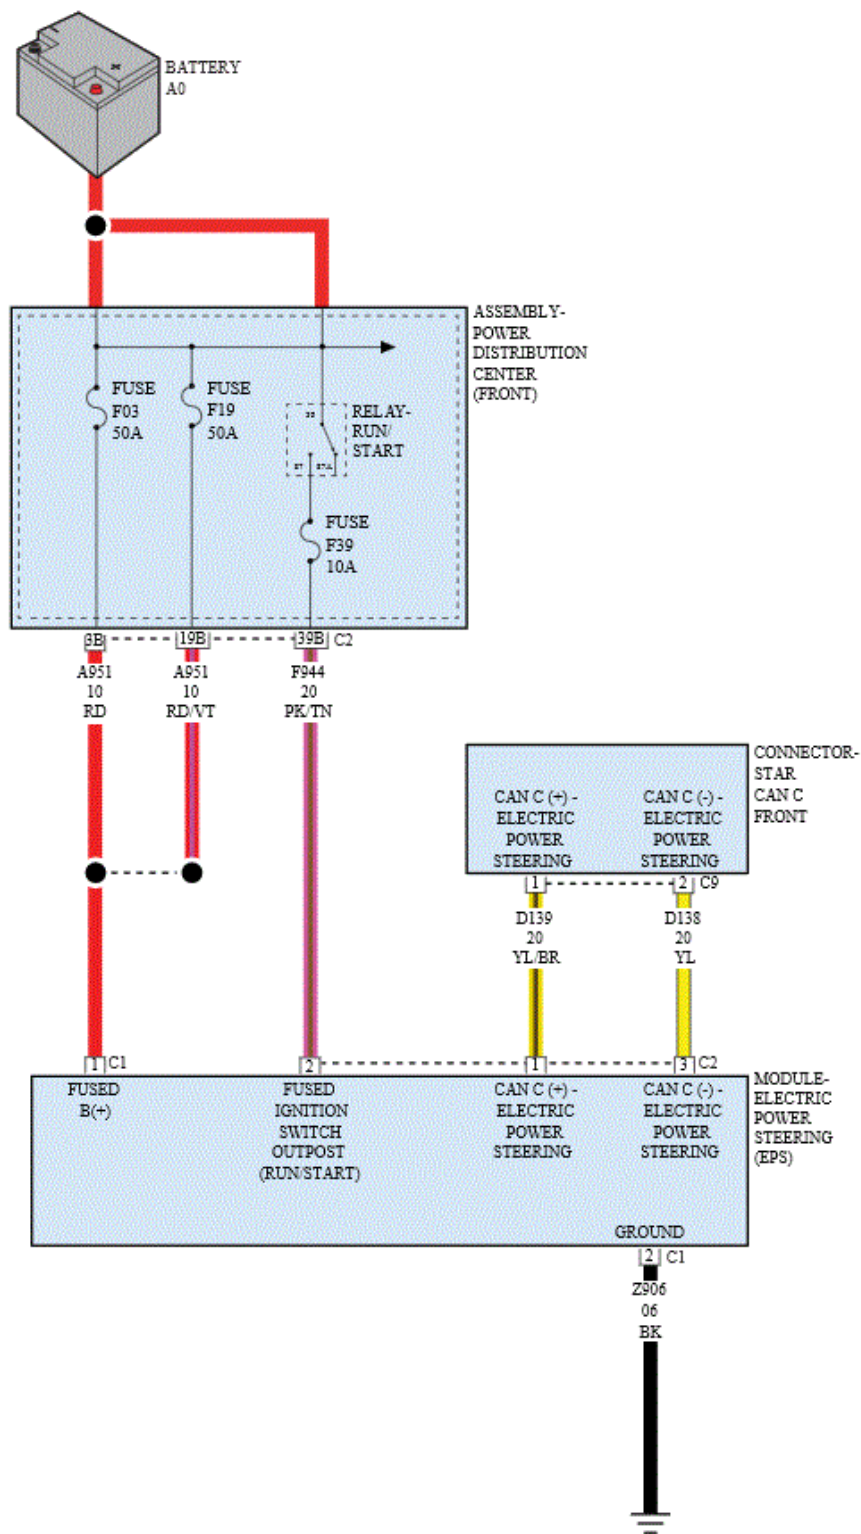 BATTERY
A0
ASSEMBLY-
POWER
DISTRIBUTION
CENTER
(FRONT)
FUSE
F03
50A
FUSE
F19
50A
RELAY-
RUN/
START
FUSE
F39
10A
3B
19B
39B
C2
A951
10
RD
A951
10
RD/VT
F944
20
PK/TN
CONNECTOR-
STAR
CAN C
FRONT
CAN C (+) -
ELECTRIC
POWER
STEERING
CAN C (-) -
ELECTRIC
POWER
STEERING
1
2
C9
D139
20
YL/BR
D138
20
YL
1
C1
2
1
3
C2
MODULE-
ELECTRIC
POWER
STEERING
(EPS)
FUSED
B(+)
FUSED
IGNITION
SWITCH
OUTPOST
(RUN/START)
CAN C (+) -
ELECTRIC
POWER
STEERING
CAN C (-) -
ELECTRIC
POWER
STEERING
GROUND
2
C1
Z906
06
BK